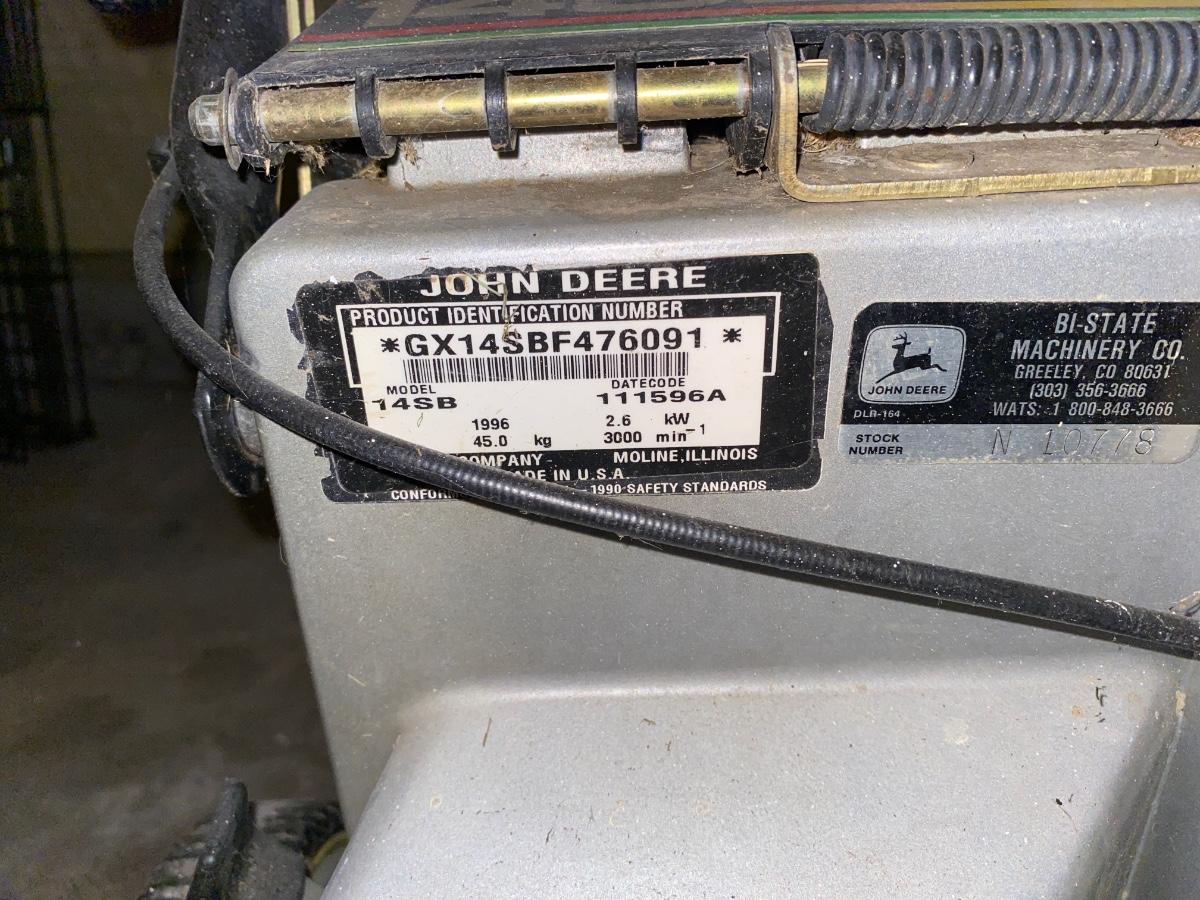 JOHN DEERE
PRODUCT IDENTIFICATION NUMBER
*GX14SBF476091 *
MODEL DATECODE
14SB 111596A
1996 2.6 kW
45.0 kg 3000 min-1
COMPANY MOLINE, ILLINOIS
IN U.S.A.
1990 SAFETY STANDARDS
JOHN DEERE
DLR-164
BI-STATE
MACHINERY CO.
GREELEY, CO 80631
(303) 356-3666
WATS: 1 800-848-3666
STOCK
NUMBER
N 10778